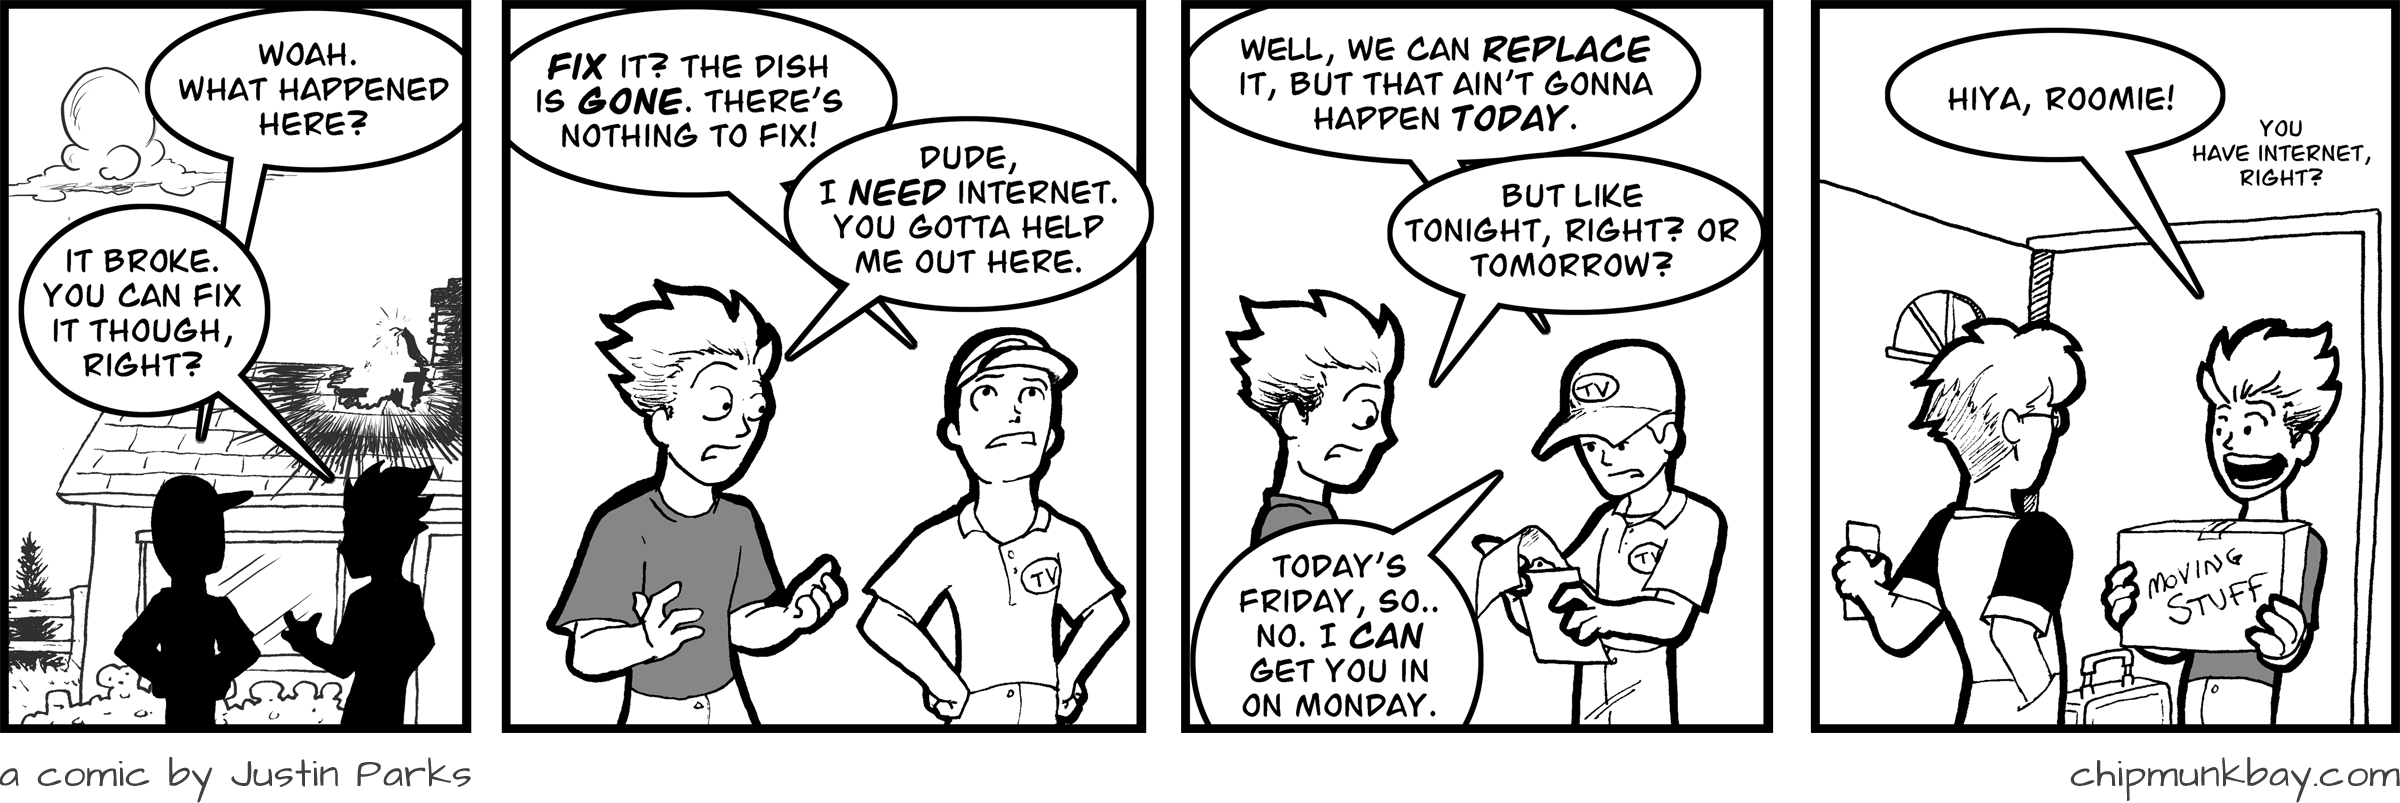 WOAH.
WHAT HAPPENED
HERE?
IT BROKE.
YOU CAN FIX
IT THOUGH,
RIGHT?
FIX IT? THE DISH
IS GONE. THERE'S
NOTHING TO FIX!
DUDE,
I NEED INTERNET.
YOU GOTTA HELP
ME OUT HERE.
TV
WELL, WE CAN REPLACE
IT, BUT THAT AIN'T GONNA
HAPPEN TODAY.
BUT LIKE
TONIGHT, RIGHT? OR
TOMORROW?
TV
TV
TODAY'S
FRIDAY, SO..
NO. I CAN
GET YOU IN
ON MONDAY.
HIYA, ROOMIE!
YOU
HAVE INTERNET,
RIGHT?
MOVING
STUFF
a comic by Justin Parks
chipmunkbay.com